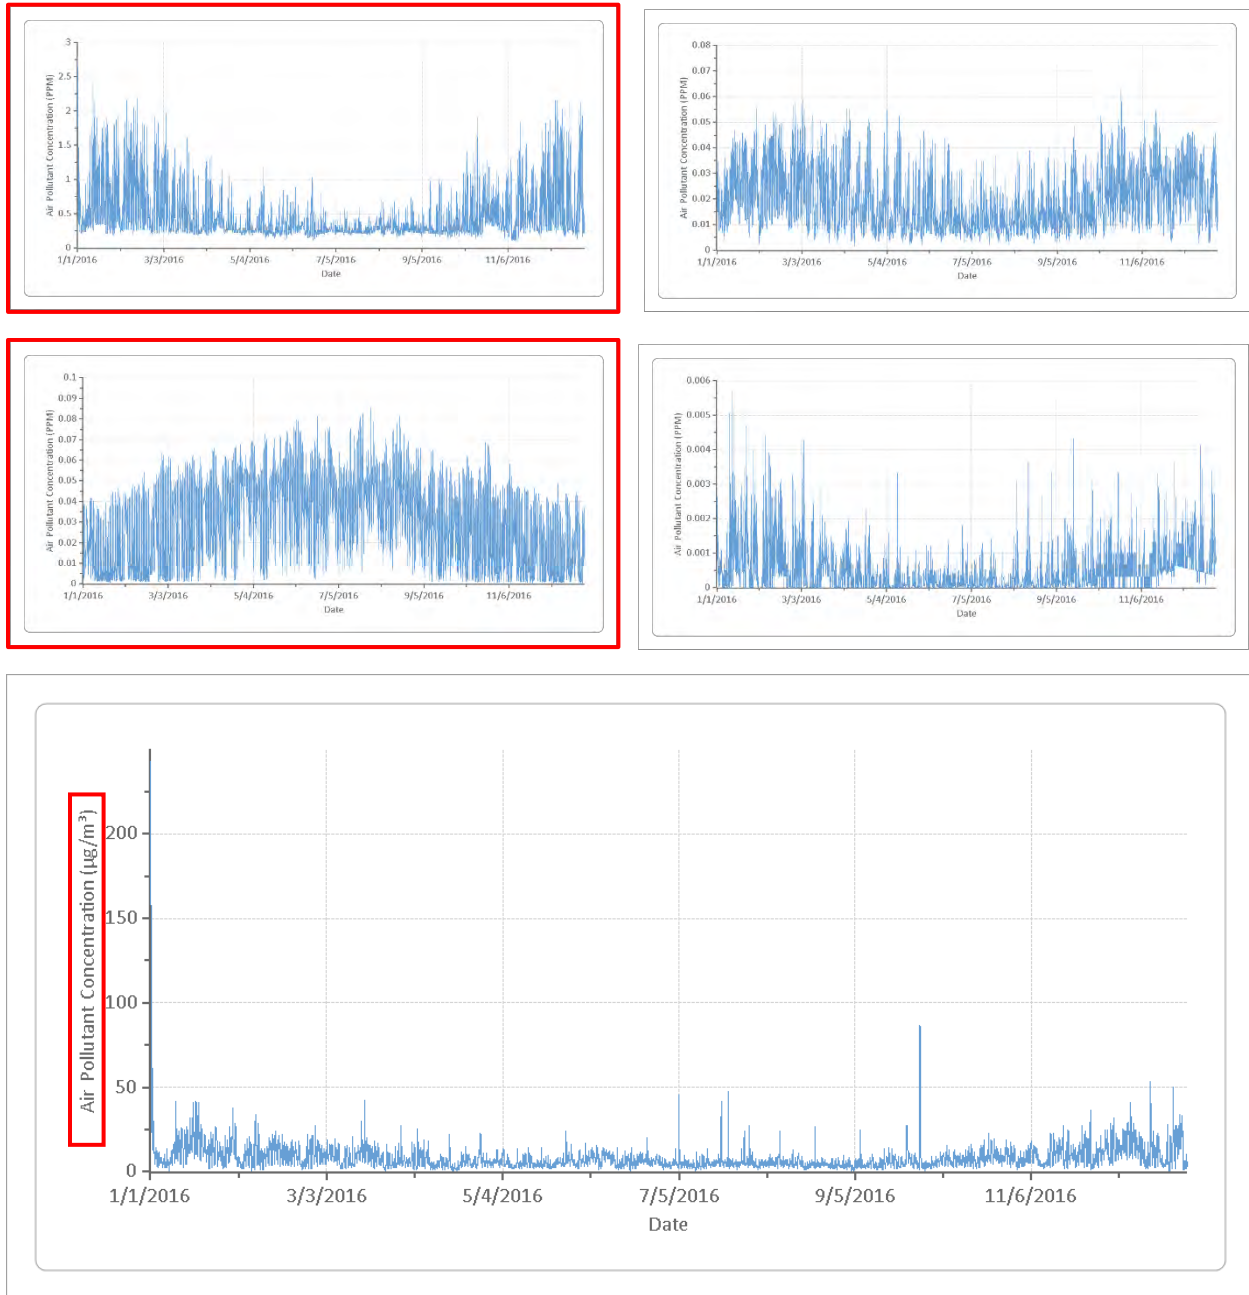 Air Pollutant Concentration (PPM)
3
2.5
2
1.5
1
0.5
0
1/1/2016 3/3/2016 5/4/2016 7/5/2016 9/5/2016 11/6/2016
Date
Air Pollutant Concentration (PPM)
0.08
0.07
0.06
0.05
0.04
0.03
0.02
0.01
0
1/1/2016 3/3/2016 5/4/2016 7/5/2016 9/5/2016 11/6/2016
Date
Air Pollutant Concentration (PPM)
0.1
0.09
0.08
0.07
0.06
0.05
0.04
0.03
0.02
0.01
0
1/1/2016 3/3/2016 5/4/2016 7/5/2016 9/5/2016 11/6/2016
Date
Air Pollutant Concentration (PPM)
0.006
0.005
0.004
0.003
0.002
0.001
0
1/1/2016 3/3/2016 5/4/2016 7/5/2016 9/5/2016 11/6/2016
Date
Air Pollutant Concentration (µg/m³)
200
150
100
50
0
1/1/2016 3/3/2016 5/4/2016 7/5/2016 9/5/2016 11/6/2016
Date